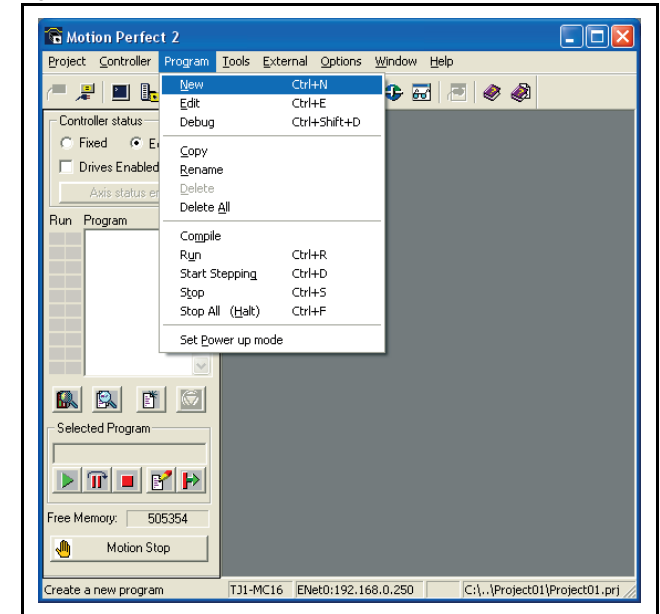 Motion Perfect 2
Project Controller Program Tools External Options Window Help
New Ctrl+N
Edit Ctrl+E
Debug Ctrl+Shift+D
Copy
Rename
Delete
Delete All
Compile
Run Ctrl+R
Start Stepping Ctrl+D
Stop Ctrl+S
Stop All (Halt) Ctrl+F
Set Power up mode
Controller status
Fixed E
Drives Enabled
Axis status er
Run Program
Selected Program
Free Memory: 505354
Motion Stop
Create a new program TJ1-MC16 ENet0:192.168.0.250 C:\..\Project01\Project01.prj